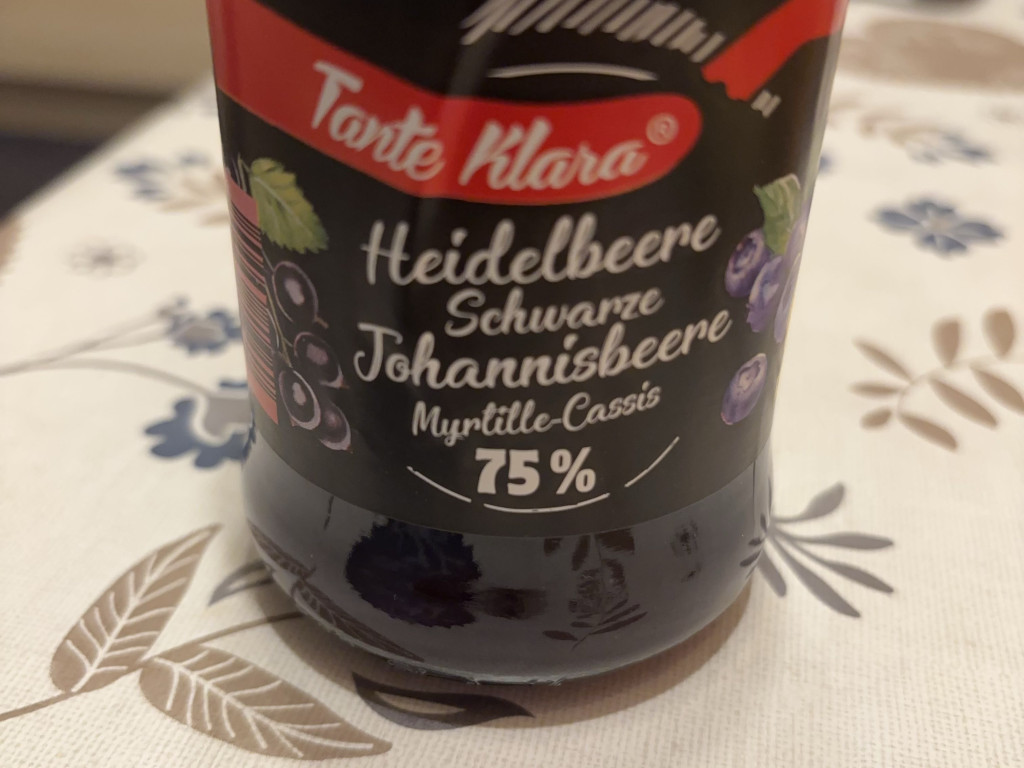 Tante Klara®
Heidelbeere
Schwarze
Johannisbeere
Myrtille-Cassis
75%